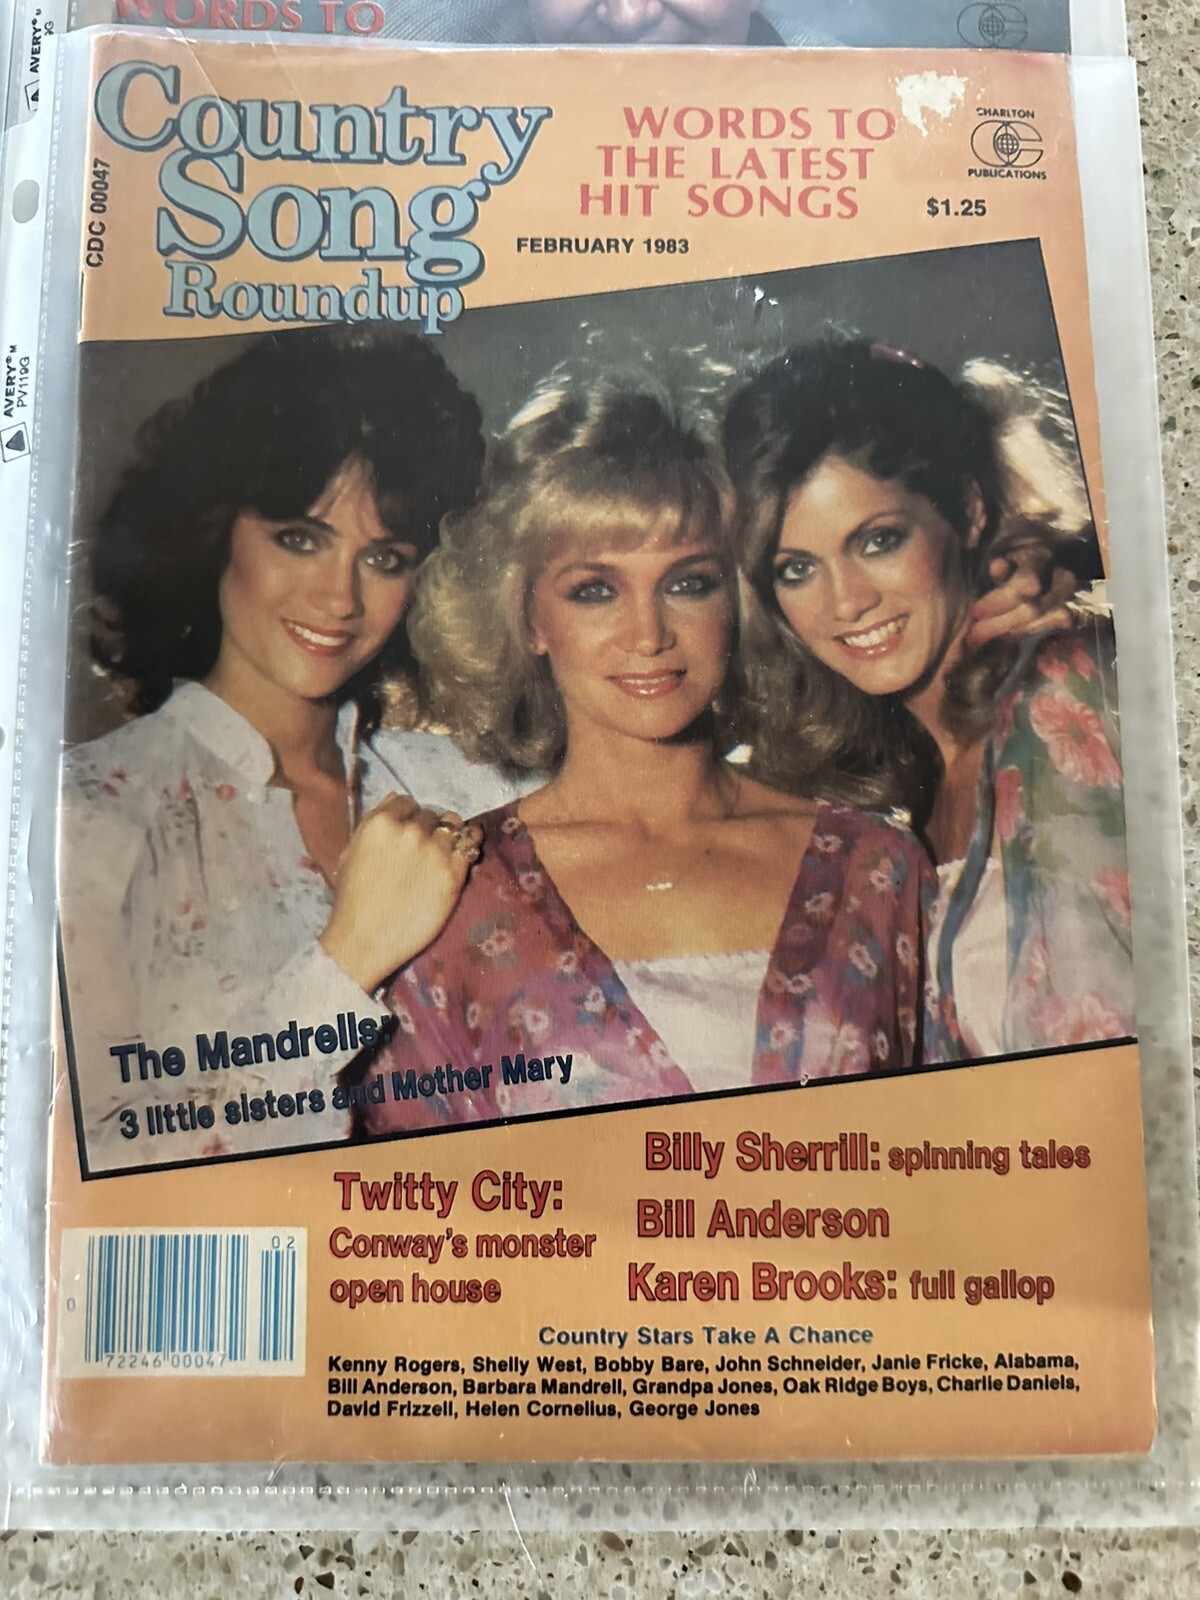 WORDS TO
AVERY®
Country
Song
Roundup
WORDS TO
THE LATEST
HIT SONGS
CHARLTON
PUBLICATIONS
$1.25
FEBRUARY 1983
CDC 00047
AVERY®
PV119G
The Mandrells:
3 little sisters and Mother Mary
Billy Sherrill: spinning tales
Twitty City:
Conway's monster
open house
Bill Anderson
Karen Brooks: full gallop
Country Stars Take A Chance
Kenny Rogers, Shelly West, Bobby Bare, John Schneider, Janie Fricke, Alabama,
Bill Anderson, Barbara Mandrell, Grandpa Jones, Oak Ridge Boys, Charlie Daniels,
David Frizzell, Helen Cornelius, George Jones
02
0 72246 00047